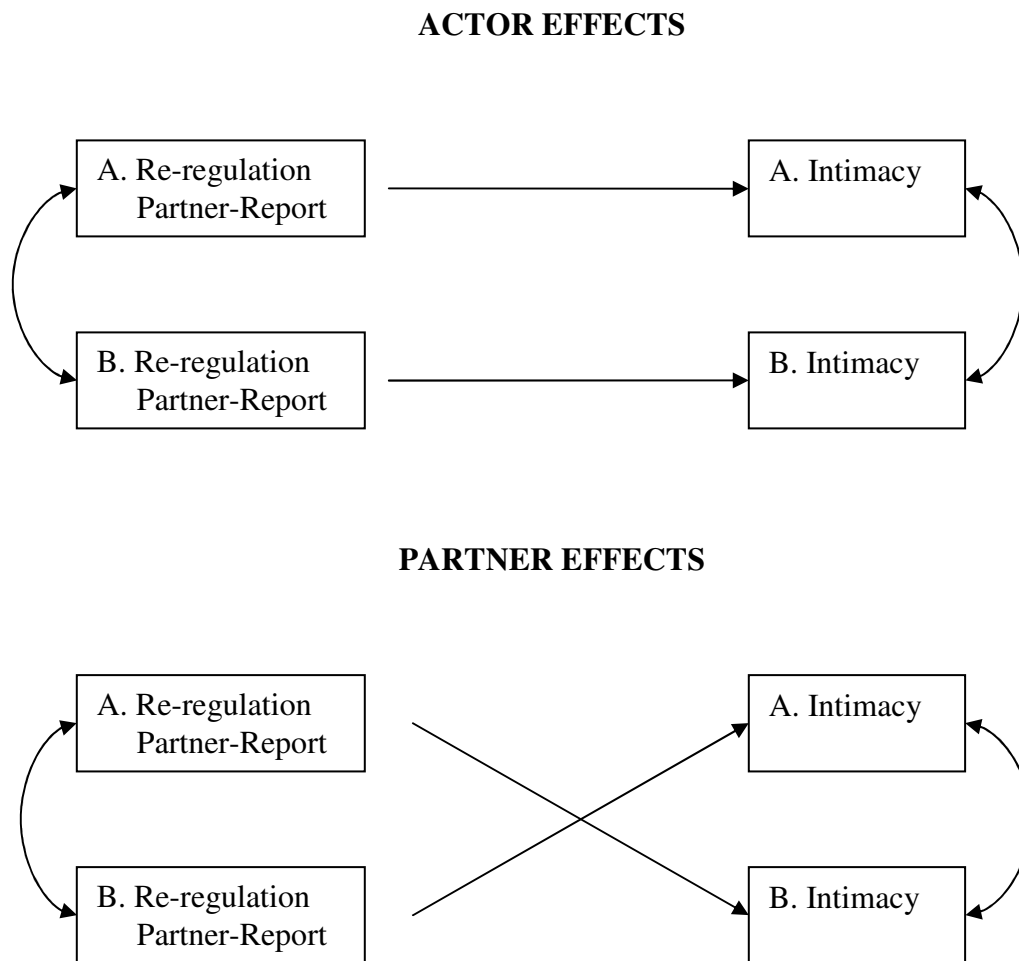 ACTOR EFFECTS
A. Re-regulation
Partner-Report
A. Intimacy
B. Re-regulation
Partner-Report
B. Intimacy
PARTNER EFFECTS
A. Re-regulation
Partner-Report
A. Intimacy
B. Re-regulation
Partner-Report
B. Intimacy